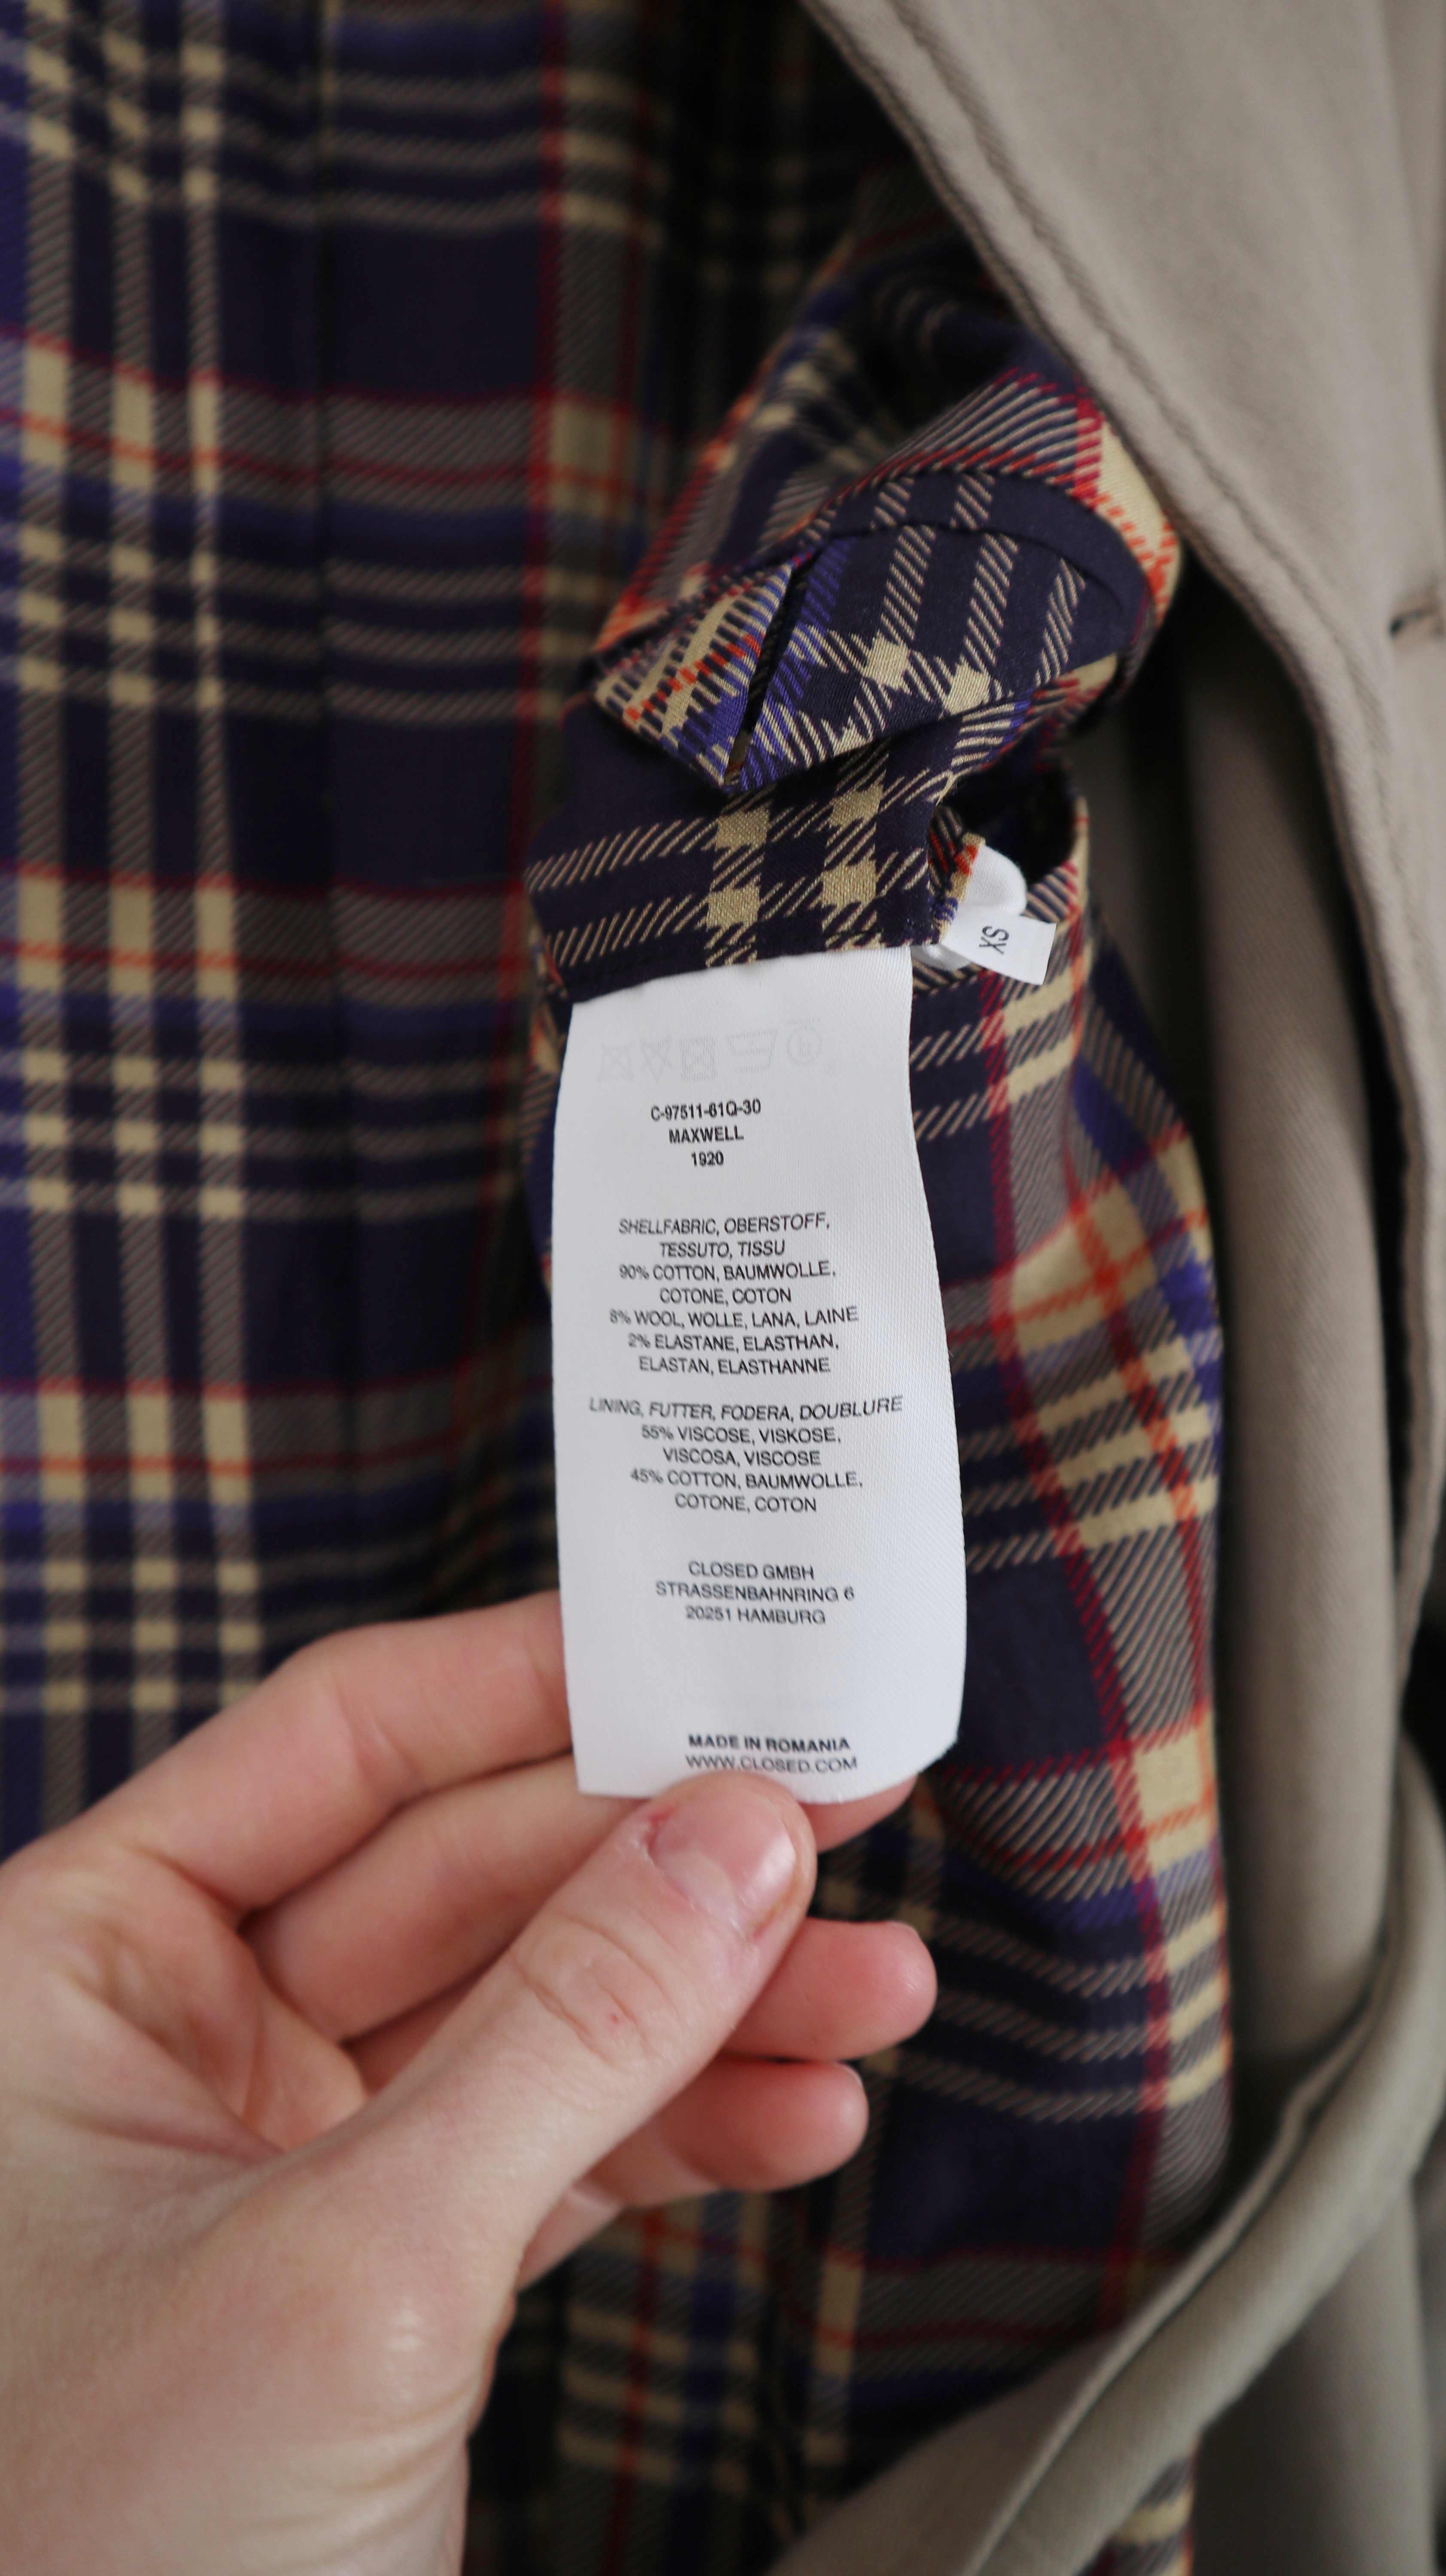 XS
C-97511-61Q-30
MAXWELL
1920
SHELLFABRIC, OBERSTOFF,
TESSUTO, TISSU
90% COTTON, BAUMWOLLE,
COTONE, COTON
8% WOOL, WOLLE, LANA, LAINE
2% ELASTANE, ELASTHAN,
ELASTAN, ELASTHANNE
LINING, FUTTER, FODERA, DOUBLURE
55% VISCOSE, VISKOSE,
VISCOSA, VISCOSE
45% COTTON, BAUMWOLLE,
COTONE, COTON
CLOSED GMBH
STRASSENBAHNRING 6
20251 HAMBURG
MADE IN ROMANIA
WWW.CLOSED.COM